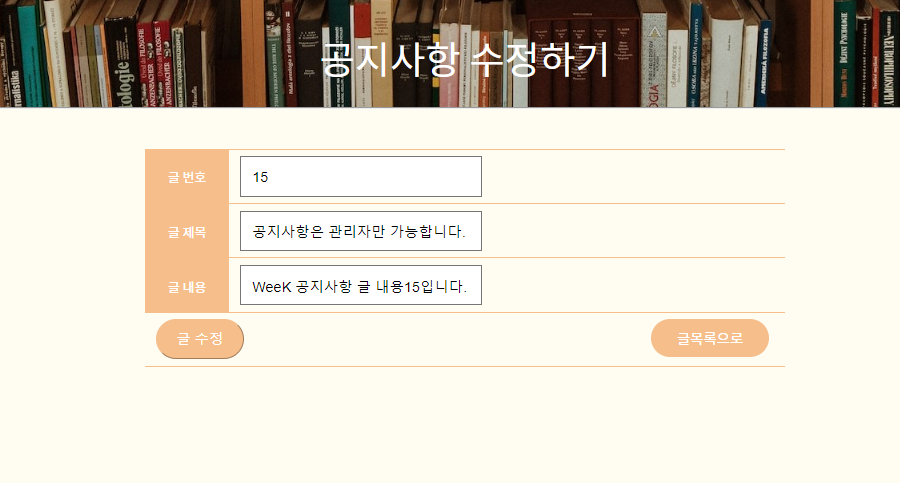 공지사항 수정하기
글 번호 15
글 제목 공지사항은 관리자만 가능합니다.
글 내용 WeeK 공지사항 글 내용15입니다.
글 수정 글목록으로